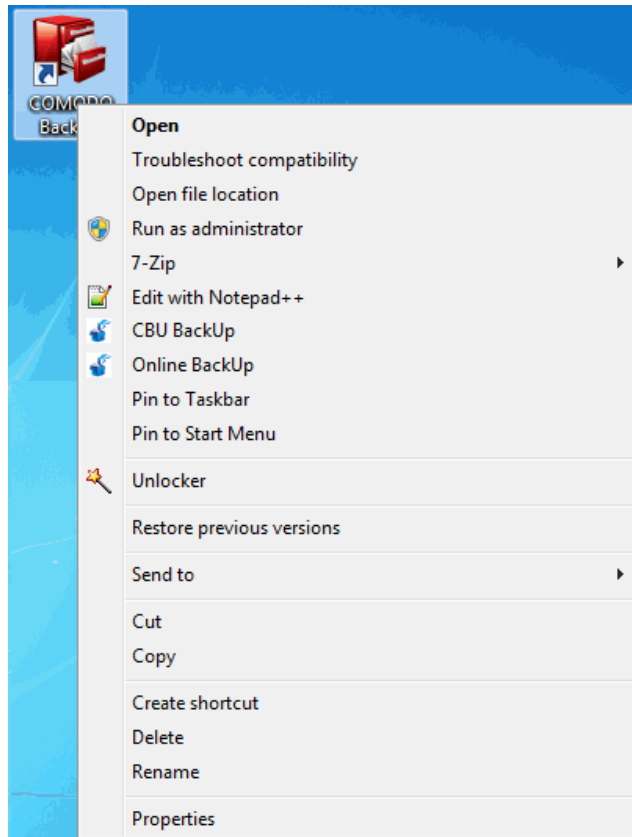 COMODO
Back
Open
Troubleshoot compatibility
Open file location
Run as administrator
7-Zip
Edit with Notepad++
CBU BackUp
Online BackUp
Pin to Taskbar
Pin to Start Menu
Unlocker
Restore previous versions
Send to
Cut
Copy
Create shortcut
Delete
Rename
Properties